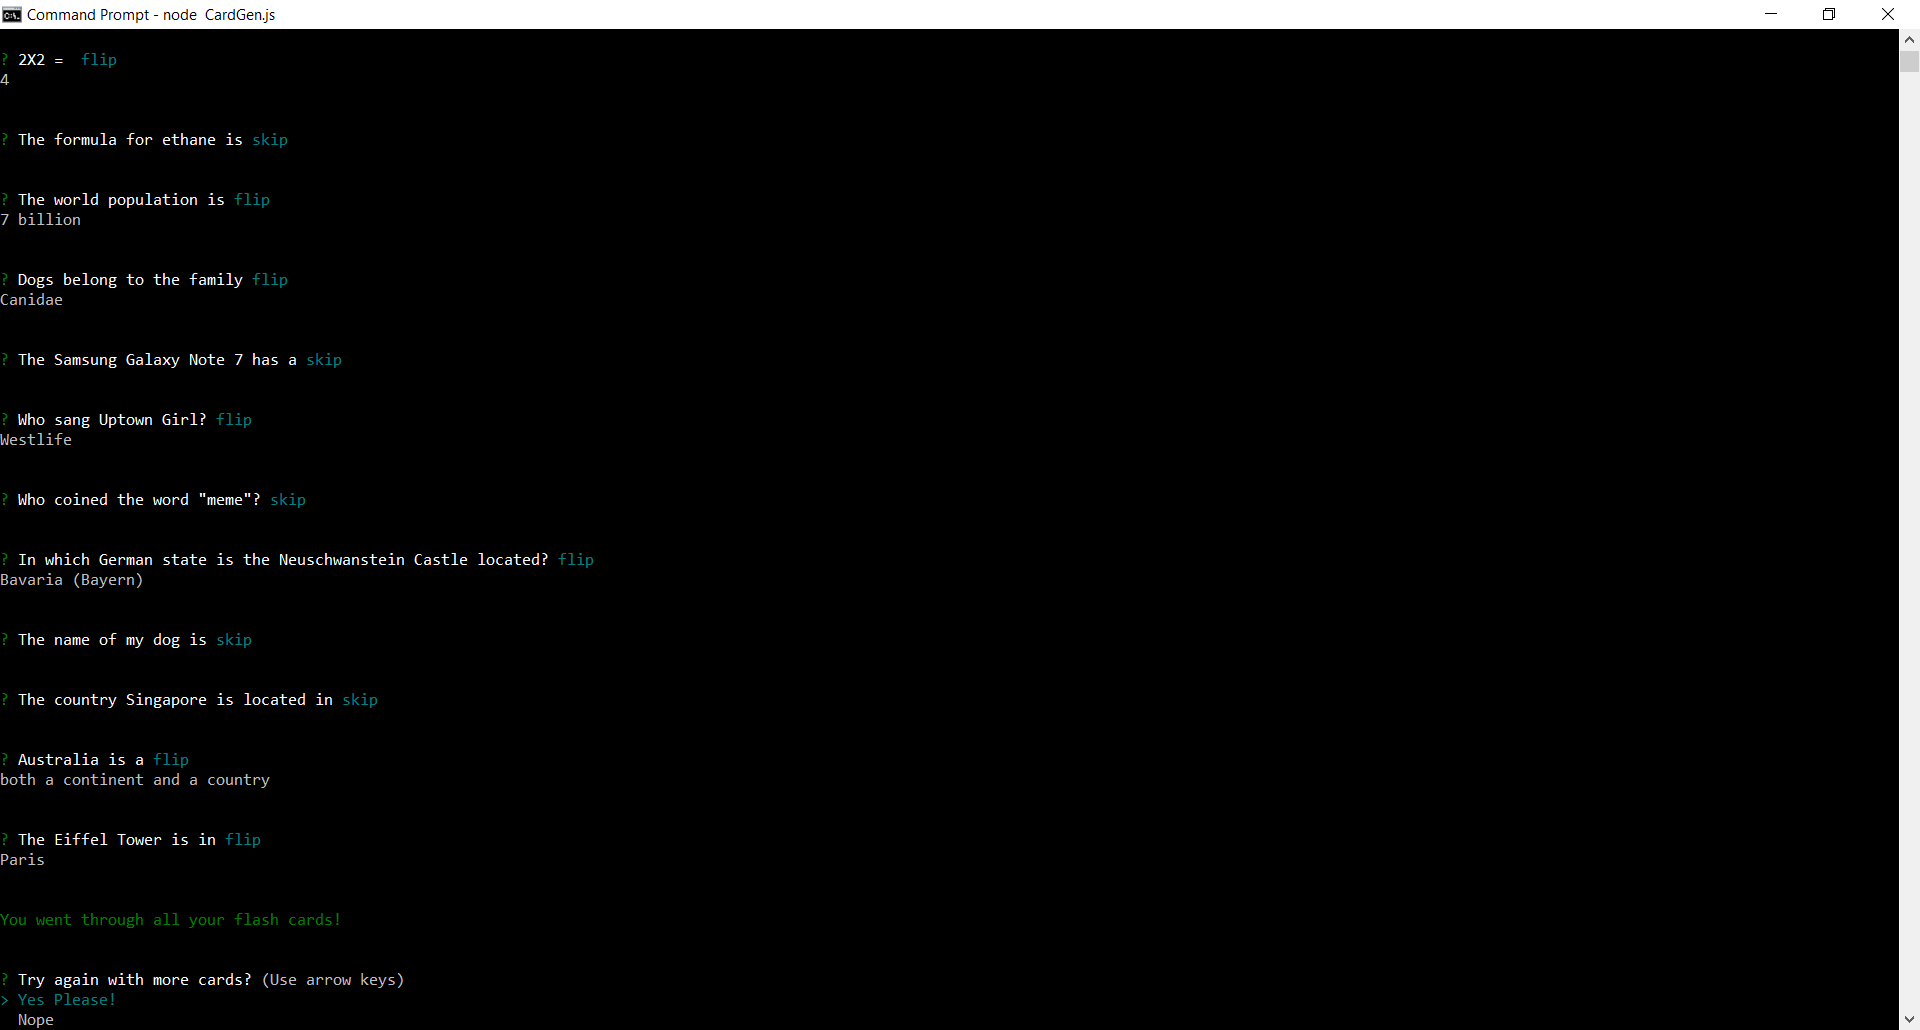 Command Prompt - node  CardGen.js
? 2X2 =  flip
4
? The formula for ethane is skip
? The world population is flip
7 billion
? Dogs belong to the family flip
Canidae
? The Samsung Galaxy Note 7 has a skip
? Who sang Uptown Girl? flip
Westlife
? Who coined the word "meme"? skip
? In which German state is the Neuschwanstein Castle located? flip
Bavaria (Bayern)
? The name of my dog is skip
? The country Singapore is located in skip
? Australia is a flip
both a continent and a country
? The Eiffel Tower is in flip
Paris
You went through all your flash cards!
? Try again with more cards? (Use arrow keys)
> Yes Please!
  Nope